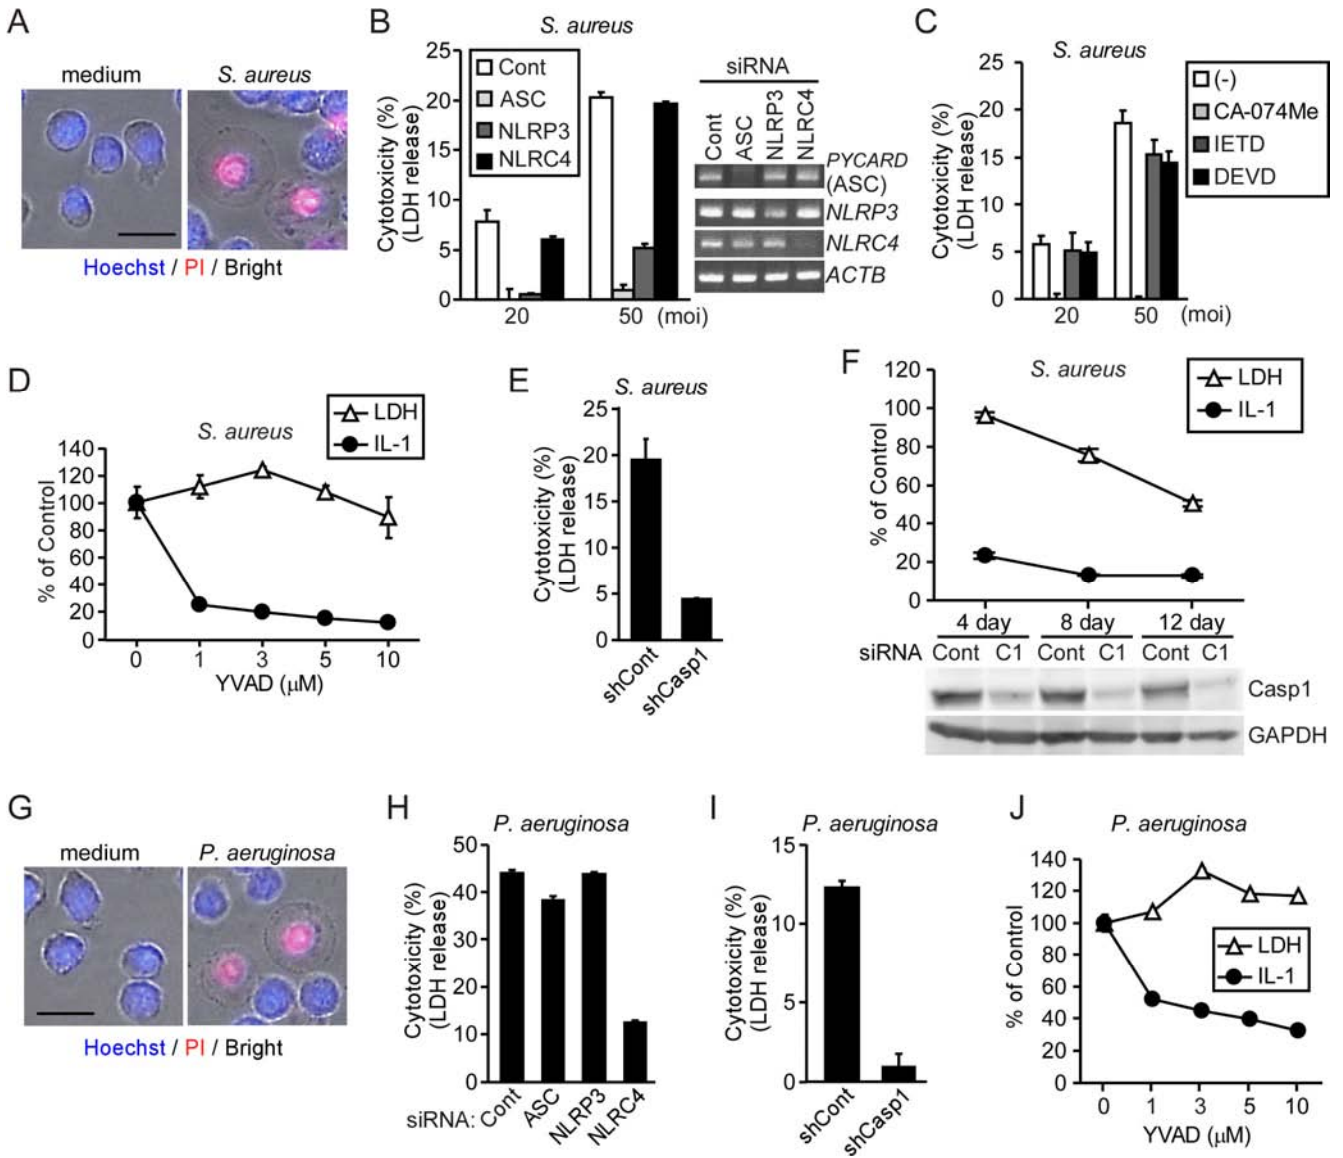 A
medium
S. aureus
Hoechst / PI / Bright
B
S. aureus
Cytotoxicity (%)
(LDH release)
25
20
15
10
5
0
Cont
ASC
NLRP3
NLRC4
20
50
(moi)
siRNA
Cont
ASC
NLRP3
NLRC4
PYCARD
(ASC)
NLRP3
NLRC4
ACTB
C
S. aureus
Cytotoxicity (%)
(LDH release)
25
20
15
10
5
0
(-)
CA-074Me
IETD
DEVD
20
50
(moi)
D
S. aureus
LDH
IL-1
% of Control
140
120
100
80
60
40
20
0
0
1
3
5
10
YVAD (μM)
E
S. aureus
Cytotoxicity (%)
(LDH release)
25
20
15
10
5
0
shCont
shCasp1
F
S. aureus
LDH
IL-1
% of Control
120
100
80
60
40
20
0
4 day
8 day
12 day
siRNA Cont C1 Cont C1 Cont C1
Casp1
GAPDH
G
medium
P. aeruginosa
Hoechst / PI / Bright
H
P. aeruginosa
Cytotoxicity (%)
(LDH release)
50
40
30
20
10
0
siRNA:
Cont
ASC
NLRP3
NLRC4
I
P. aeruginosa
Cytotoxicity (%)
(LDH release)
15
10
5
0
shCont
shCasp1
J
P. aeruginosa
% of Control
140
120
100
80
60
40
20
0
LDH
IL-1
0
1
3
5
10
YVAD (μM)